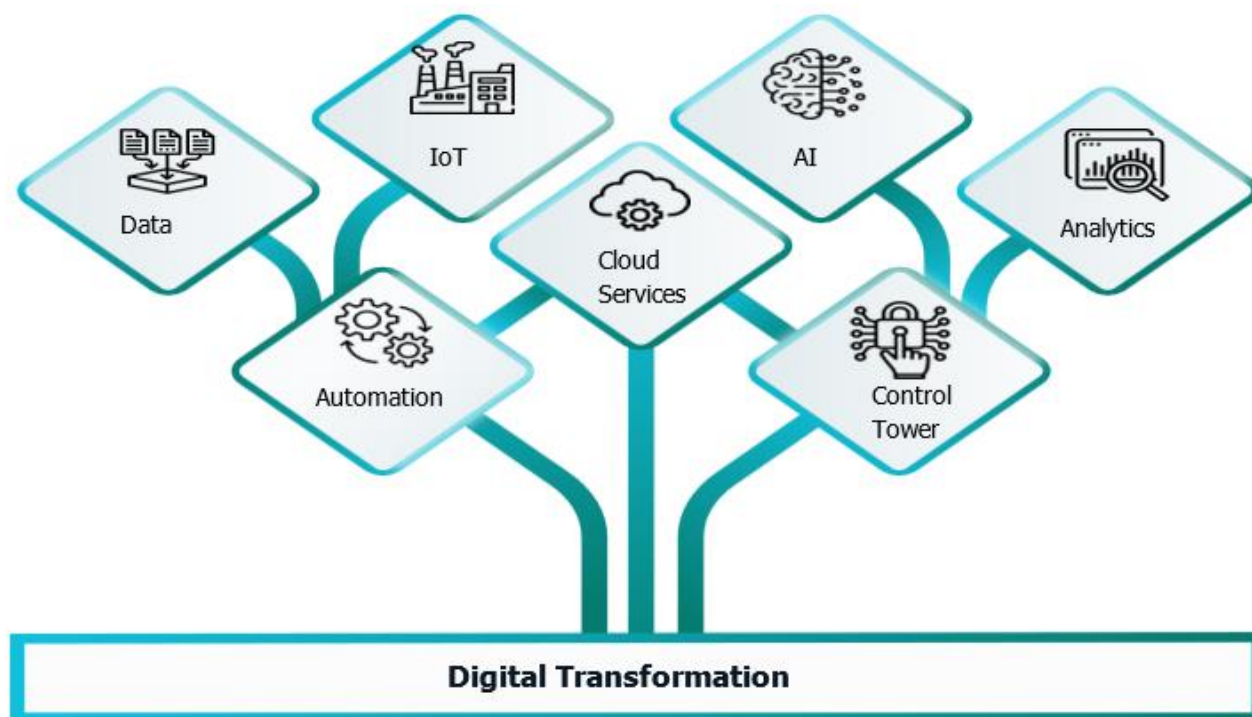 IoT
AI
Data
Analytics
Cloud
Services
Automation
Control
Tower
Digital Transformation